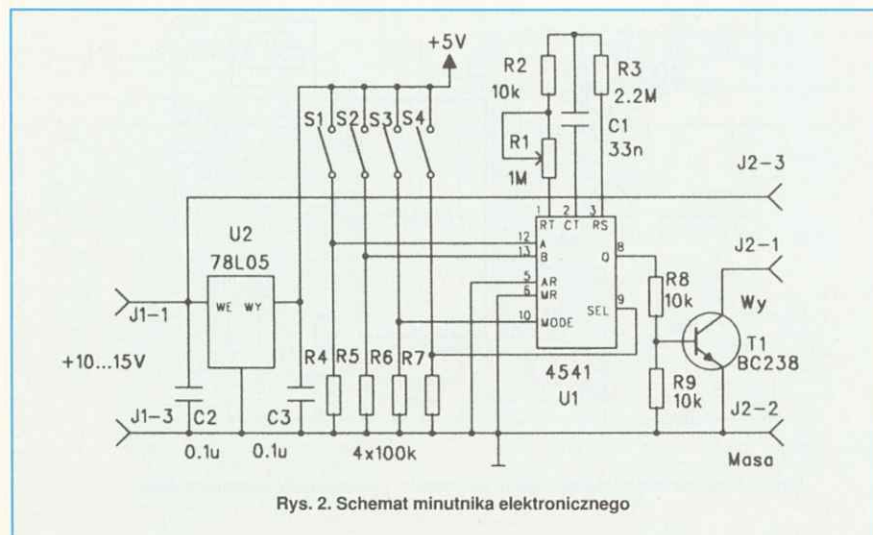 +5V
R2
10k
R3
2.2M
S1
S2
S3
S4
C1
33n
R1
1M
J2-3
1
2
3
RT
CT
RS
U2
78L05
12
A
13
B
Q
8
J2-1
5
AR
6
MR
SEL
9
R8
10k
Wy
J1-1
WE
WY
10
MODE
T1
BC238
+10...15V
R4
R5
R6
R7
4541
U1
R9
10k
J1-3
C2
C3
J2-2
0.1u
0.1u
4x100k
Masa
Rys. 2. Schemat minutnika elektronicznego